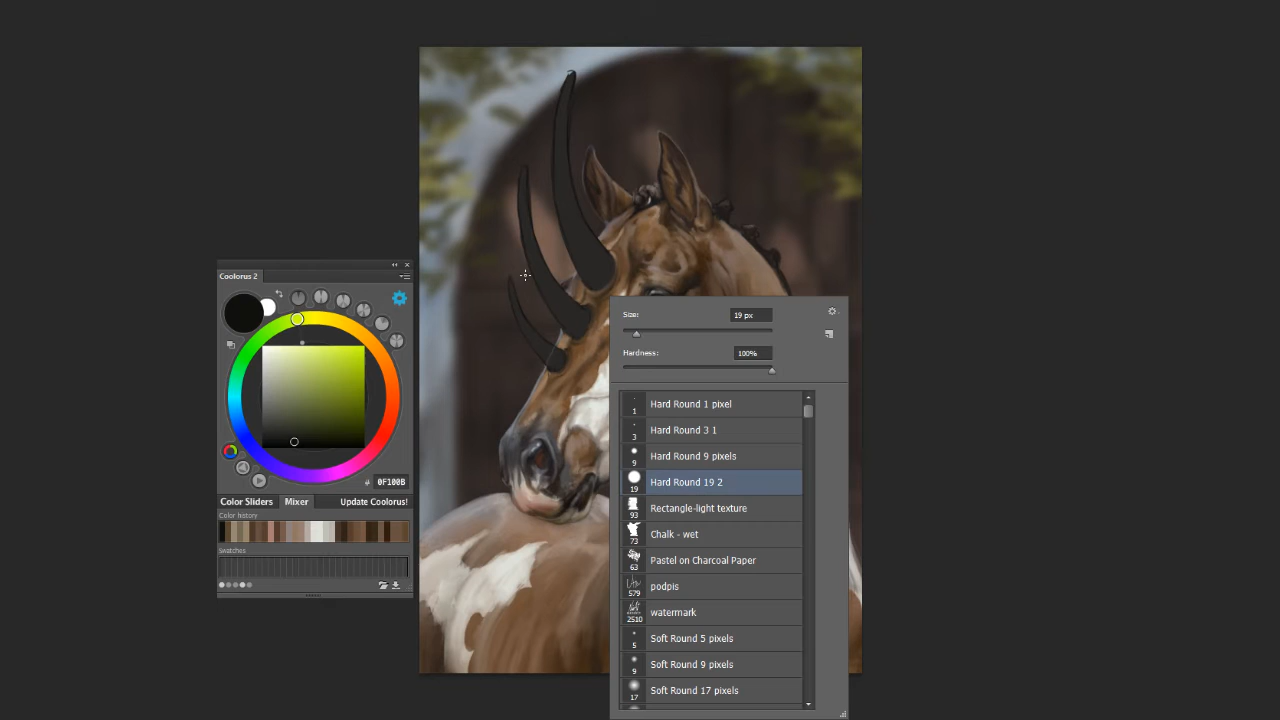 Coolorus 2
# 0F100B
Color Sliders Mixer Update Coolorus!
Color history
Swatches
Size: 19 px
Hardness: 100%
1 Hard Round 1 pixel
3 Hard Round 3 1
9 Hard Round 9 pixels
19 Hard Round 19 2
93 Rectangle-light texture
73 Chalk - wet
63 Pastel on Charcoal Paper
579 podpis
2510 watermark
5 Soft Round 5 pixels
9 Soft Round 9 pixels
17 Soft Round 17 pixels